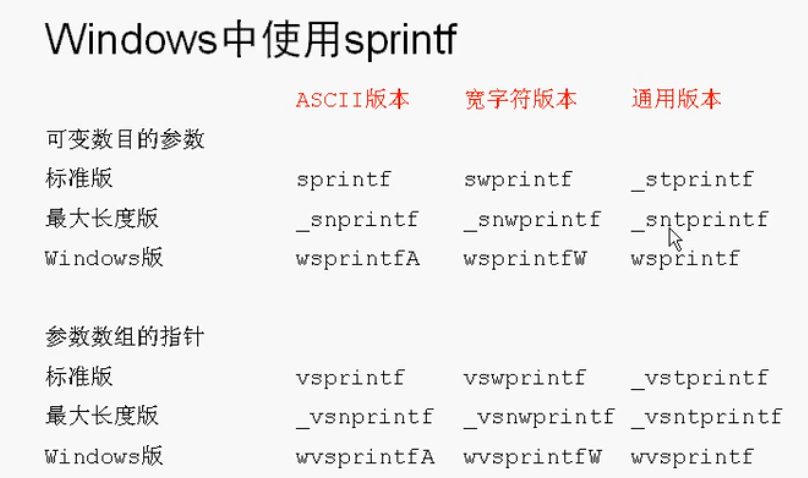 Windows中使用sprintf
ASCII版本 宽字符版本 通用版本
可变数目的参数
标准版 sprintf swprintf _stprintf
最大长度版 _snprintf _snwprintf _sntprintf
Windows版 wsprintfA wsprintfW wsprintf
参数数组的指针
标准版 vsprintf vswprintf _vstprintf
最大长度版 _vsnprintf _vsnwprintf _vsntprintf
Windows版 wvsprintfA wvsprintfW wvsprintf